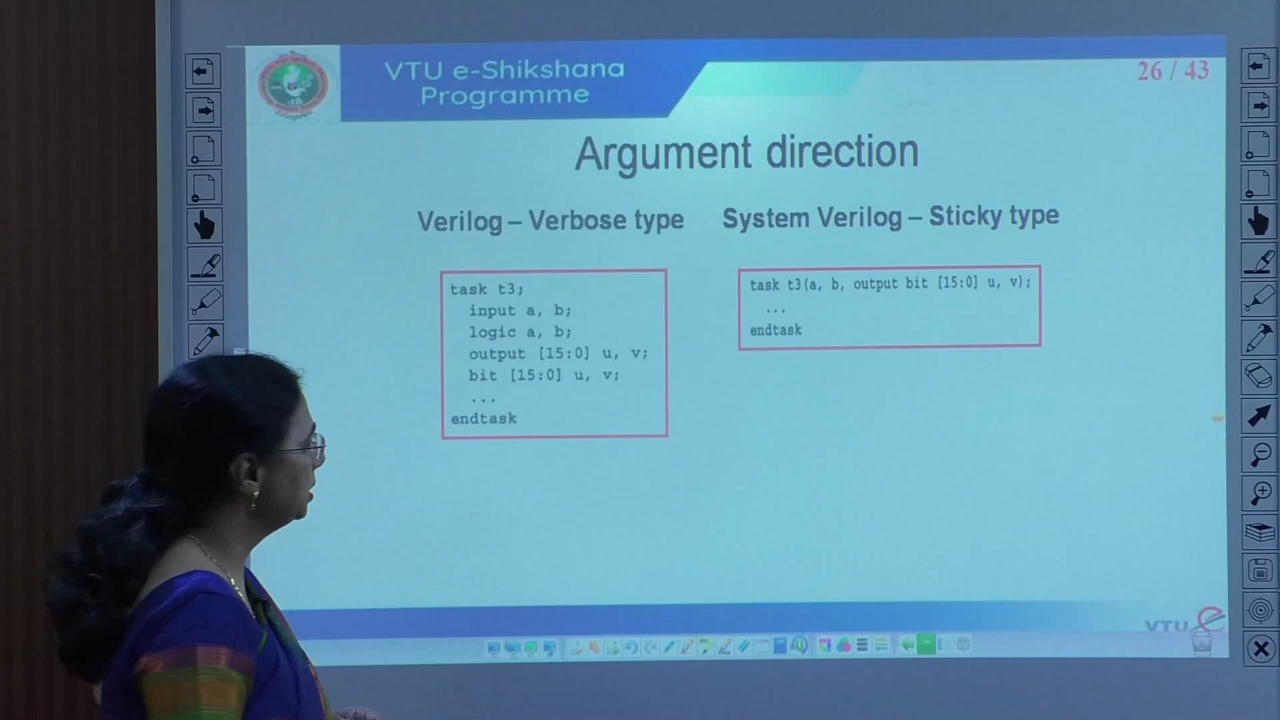 VTU e-Shikshana
Programme
26 / 43
Argument direction
Verilog – Verbose type
System Verilog – Sticky type
task t3;
input a, b;
logic a, b;
output [15:0] u, v;
bit [15:0] u, v;
...
endtask
task t3(a, b, output bit [15:0] u, v);
...
endtask
VTU e